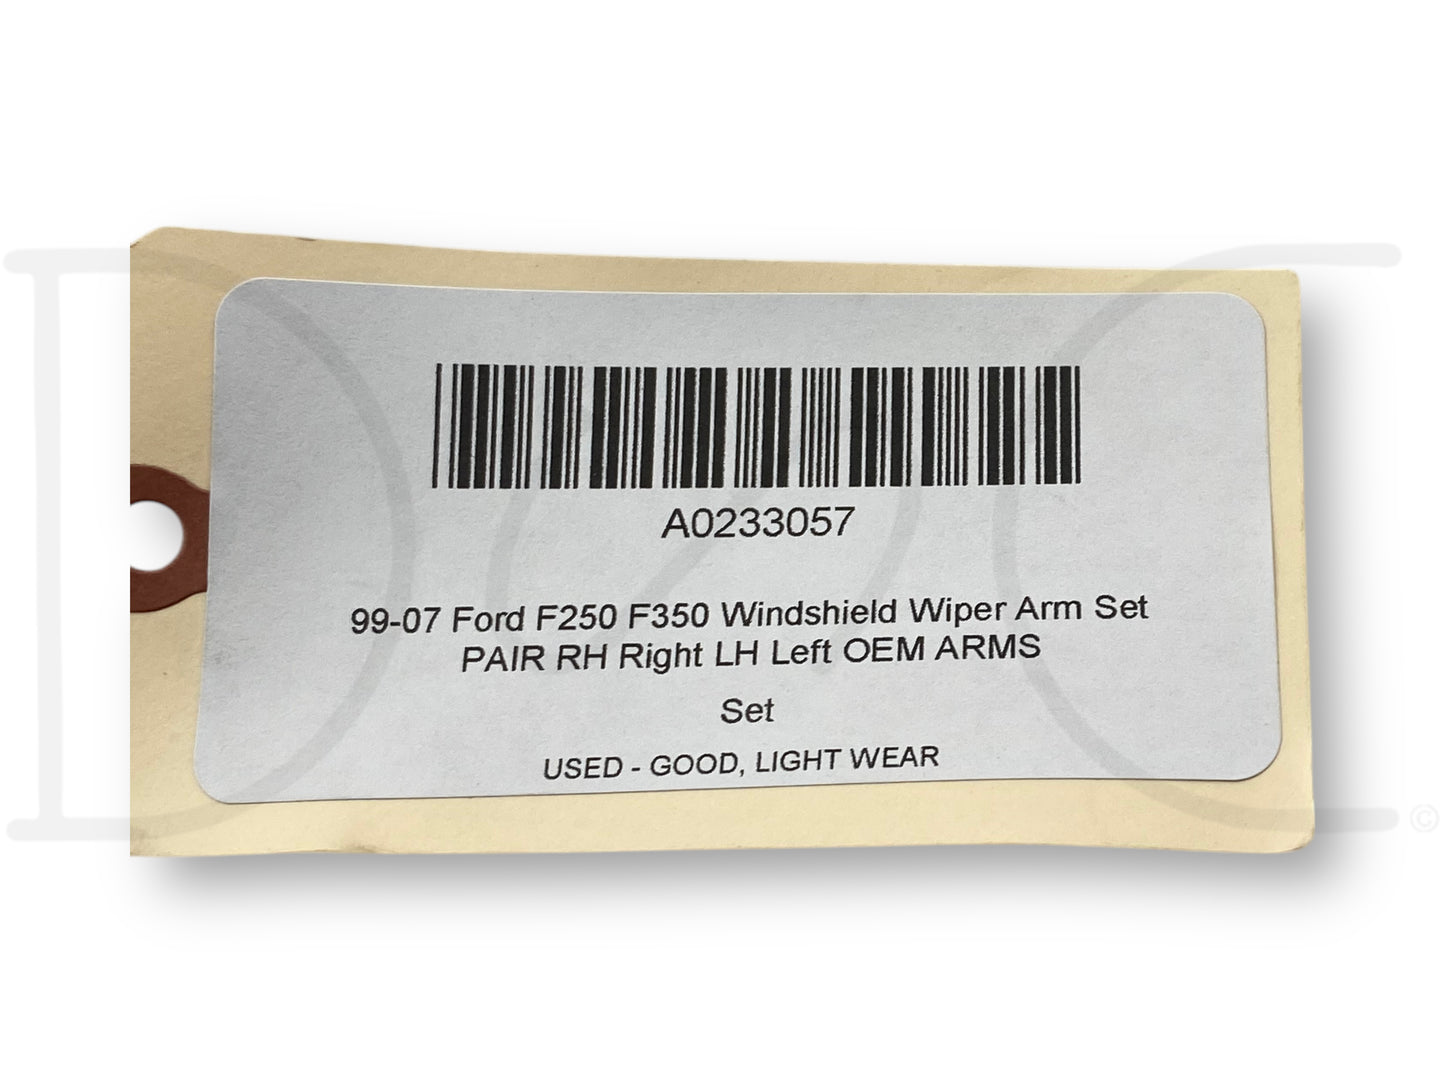 A0233057
99-07 Ford F250 F350 Windshield Wiper Arm Set
PAIR RH Right LH Left OEM ARMS
Set
USED - GOOD, LIGHT WEAR
©